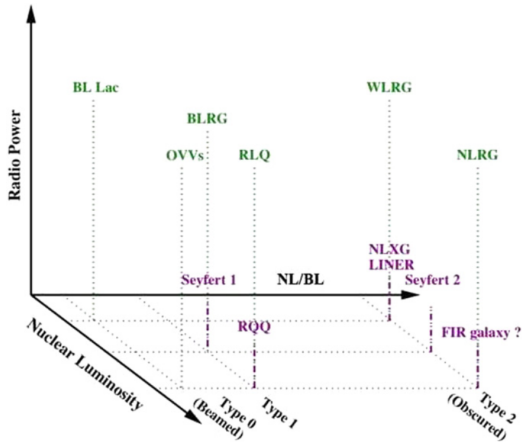 BL Lac
WLRG
BLRG
OVVs
RLQ
NLRG
Radio Power
NLXG
LINER
Seyfert 1
NL/BL
Seyfert 2
RQQ
FIR galaxy ?
Nuclear Luminosity
Type 0
(Beamed)
Type 1
Type 2
(Obscured)